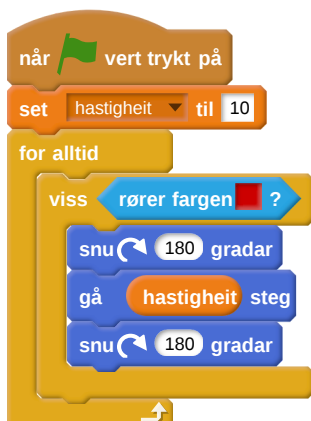 når vert trykt på
set hastigheit til 10
for alltid
viss rører fargen ?
snu 180 gradar
gå hastigheit steg
snu 180 gradar